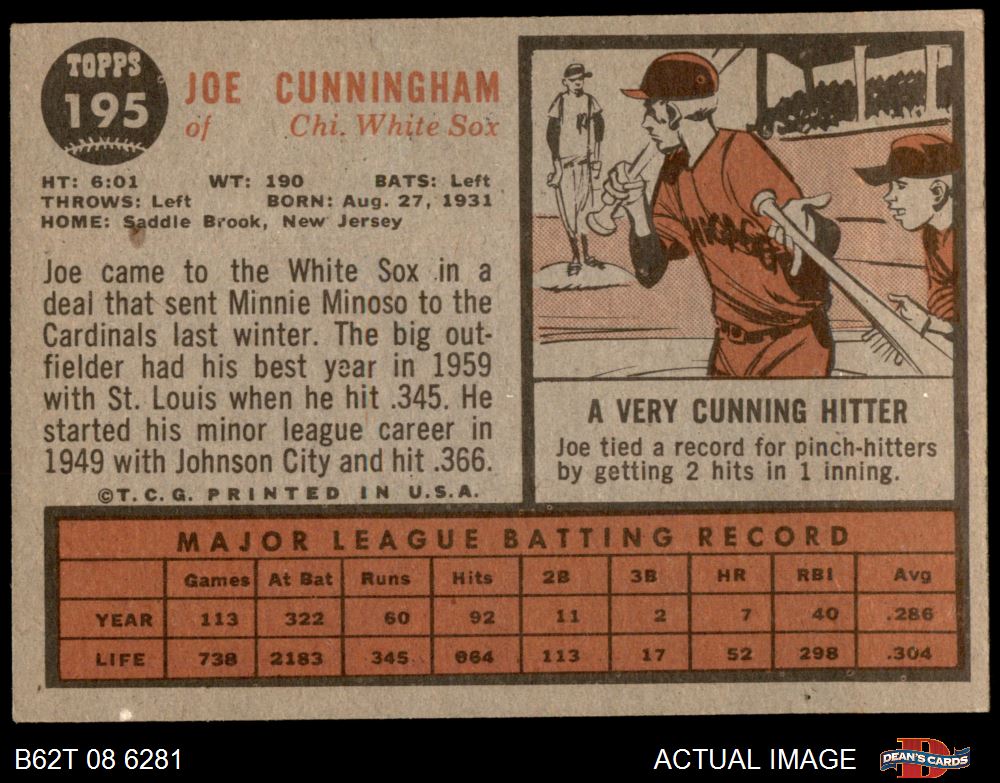 TOPPS
195
JOE CUNNINGHAM
of Chi. White Sox
HT: 6:01 WT: 190 BATS: Left
THROWS: Left BORN: Aug. 27, 1931
HOME: Saddle Brook, New Jersey
Joe came to the White Sox in a
deal that sent Minnie Minoso to the
Cardinals last winter. The big out-
fielder had his best year in 1959
with St. Louis when he hit .345. He
started his minor league career in
1949 with Johnson City and hit .366.
©T. C. G. PRINTED IN U.S.A.
A VERY CUNNING HITTER
Joe tied a record for pinch-hitters
by getting 2 hits in 1 inning.
MAJOR LEAGUE BATTING RECORD
Games At Bat Runs Hits 2B 3B HR RBI Avg
YEAR 113 322 60 92 11 2 7 40 .286
LIFE 738 2183 345 664 113 17 52 298 .304
B62T 08 6281 ACTUAL IMAGE DEAN'S CARDS